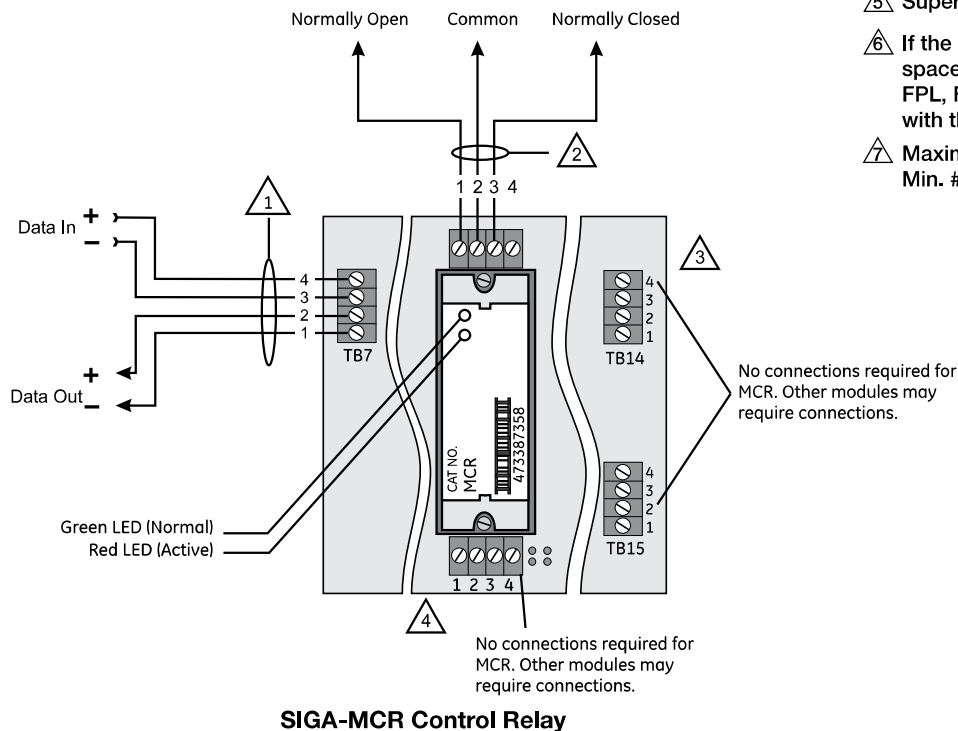 Normally Open Common Normally Closed
5 Super
6 If the
space
FPL, F
with th
7 Maxin
Min. #
2
1 2 3 4
1
3
Data In + –
4
3
2
1
TB7
Data Out + –
4
3
2
1
TB14
No connections required for
MCR. Other modules may
require connections.
CAT NO.
MCR
473387358
4
3
2
1
TB15
Green LED (Normal)
Red LED (Active)
1 2 3 4
4
No connections required for
MCR. Other modules may
require connections.
SIGA-MCR Control Relay